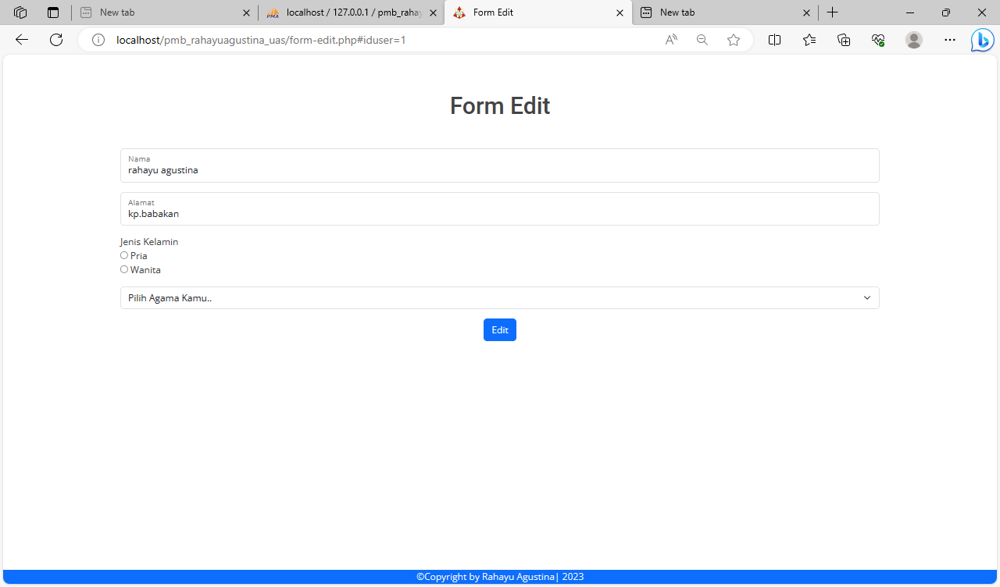 New tab
localhost / 127.0.0.1 / pmb_rahay
Form Edit
New tab
localhost/pmb_rahayuagustina_uas/form-edit.php#iduser=1
Form Edit
Nama
rahayu agustina
Alamat
kp.babakan
Jenis Kelamin
Pria
Wanita
Pilih Agama Kamu..
Edit
©Copyright by Rahayu Agustina| 2023